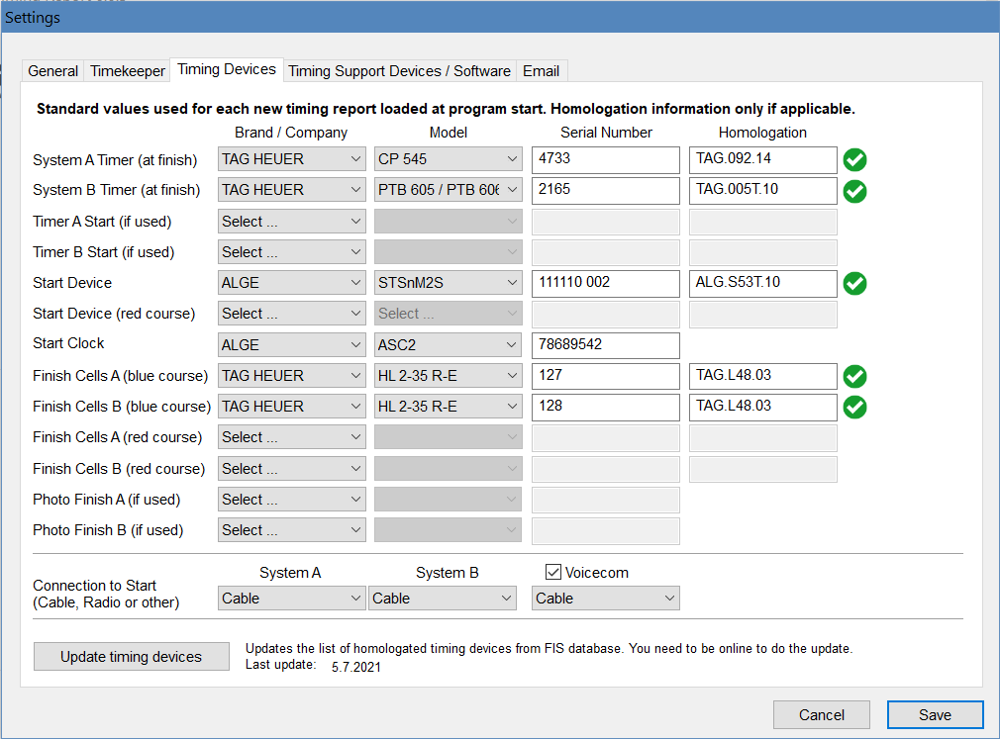 Settings
General Timekeeper Timing Devices Timing Support Devices / Software Email
Standard values used for each new timing report loaded at program start. Homologation information only if applicable.
Brand / Company Model Serial Number Homologation
System A Timer (at finish) TAG HEUER CP 545 4733 TAG.092.14
System B Timer (at finish) TAG HEUER PTB 605 / PTB 606 2165 TAG.005T.10
Timer A Start (if used) Select ...
Timer B Start (if used) Select ...
Start Device ALGE STSnM2S 111110 002 ALG.S53T.10
Start Device (red course) Select ... Select ...
Start Clock ALGE ASC2 78689542
Finish Cells A (blue course) TAG HEUER HL 2-35 R-E 127 TAG.L48.03
Finish Cells B (blue course) TAG HEUER HL 2-35 R-E 128 TAG.L48.03
Finish Cells A (red course) Select ...
Finish Cells B (red course) Select ...
Photo Finish A (if used) Select ...
Photo Finish B (if used) Select ...
System A System B Voicecom
Connection to Start
(Cable, Radio or other) Cable Cable Cable
Update timing devices
Updates the list of homologated timing devices from FIS database. You need to be online to do the update.
Last update: 5.7.2021
Cancel Save